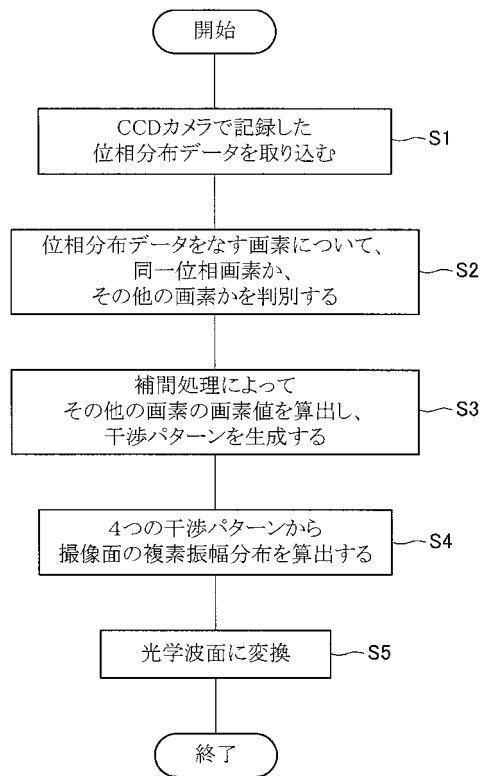 開始
CCDカメラで記録した
位相分布データを取り込む
S1
位相分布データをなす画素について、
同一位相画素か、
その他の画素かを判別する
S2
補間処理によって
その他の画素の画素値を算出し、
干渉パターンを生成する
S3
4つの干渉パターンから
撮像面の複素振幅分布を算出する
S4
光学波面に変換
S5
終了